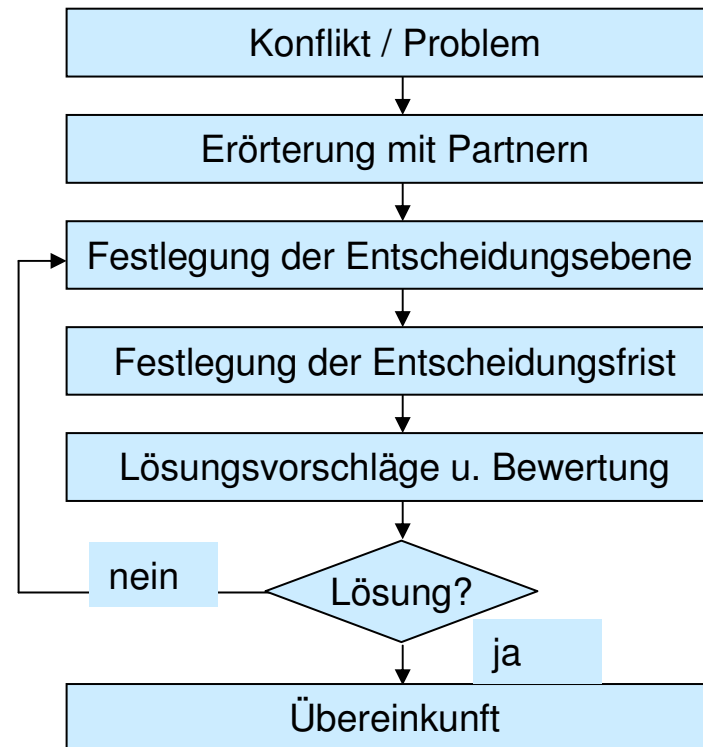 Konflikt / Problem
Erörterung mit Partnern
Festlegung der Entscheidungsebene
Festlegung der Entscheidungsfrist
Lösungsvorschläge u. Bewertung
nein
Lösung?
ja
Übereinkunft